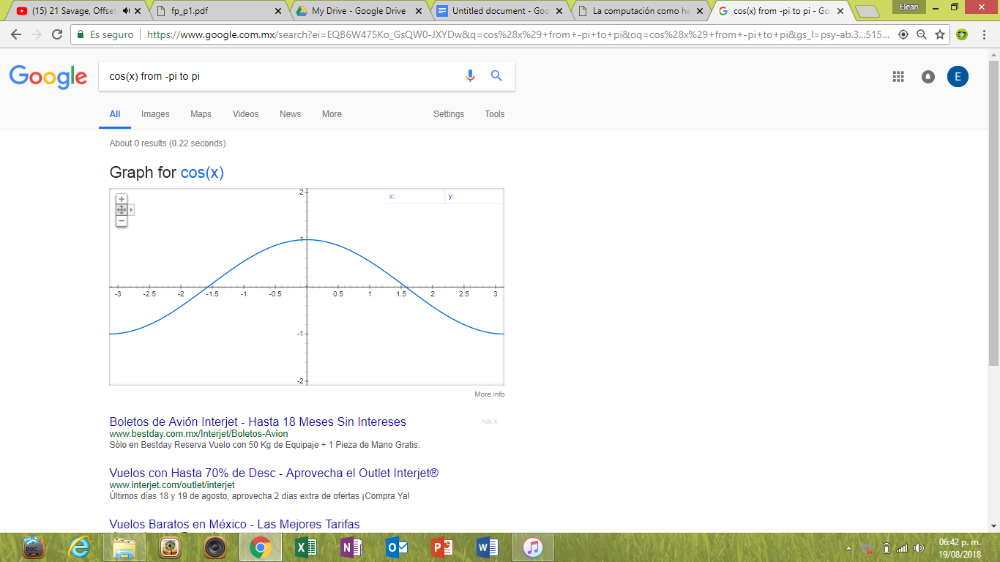 (15) 21 Savage, Offset
fp_p1.pdf
My Drive - Google Drive
Untitled document - Goo
La computación como he
cos(x) from -pi to pi - Go
Elean
Es seguro
https://www.google.com.mx/search?ei=EQB6W475Ko_GsQW0-JXYDw&q=cos%28x%29+from+-pi+to+pi&oq=cos%28x%29+from+-pi+to+pi&gs_l=psy-ab.3...515...
Google
cos(x) from -pi to pi
E
All Images Maps Videos News More Settings Tools
About 0 results (0.22 seconds)
Graph for cos(x)
x: y:
2
1
-3 -2.5 -2 -1.5 -1 -0.5 0.5 1 1.5 2 2.5 3
-1
-2
More info
Boletos de Avión Interjet - Hasta 18 Meses Sin Intereses
Ads X
www.bestday.com.mx/Interjet/Boletos-Avion
Sólo en Bestday Reserva Vuelo con 50 Kg de Equipaje + 1 Pieza de Mano Gratis.
Vuelos con Hasta 70% de Desc - Aprovecha el Outlet Interjet®
www.interjet.com/outlet/interjet
Últimos días 18 y 19 de agosto, aprovecha 2 días extra de ofertas ¡Compra Ya!
Vuelos Baratos en México - Las Mejores Tarifas
DOC
06:42 p. m.
19/08/2018